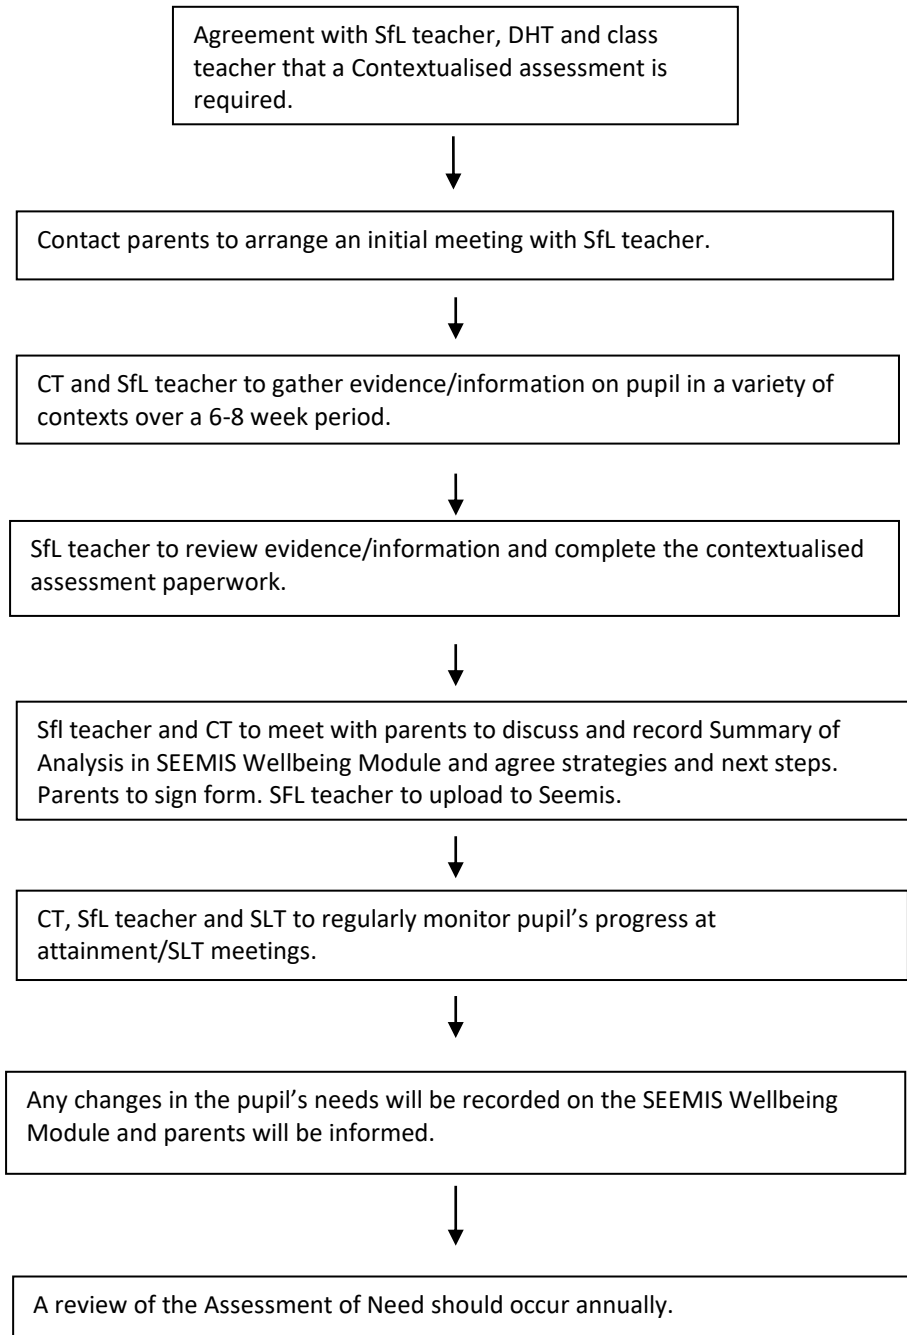 Agreement with SfL teacher, DHT and class
teacher that a Contextualised assessment is
required.
Contact parents to arrange an initial meeting with SfL teacher.
CT and SfL teacher to gather evidence/information on pupil in a variety of
contexts over a 6-8 week period.
SfL teacher to review evidence/information and complete the contextualised
assessment paperwork.
Sfl teacher and CT to meet with parents to discuss and record Summary of
Analysis in SEEMIS Wellbeing Module and agree strategies and next steps.
Parents to sign form. SFL teacher to upload to Seemis.
CT, SfL teacher and SLT to regularly monitor pupil’s progress at
attainment/SLT meetings.
Any changes in the pupil’s needs will be recorded on the SEEMIS Wellbeing
Module and parents will be informed.
A review of the Assessment of Need should occur annually.